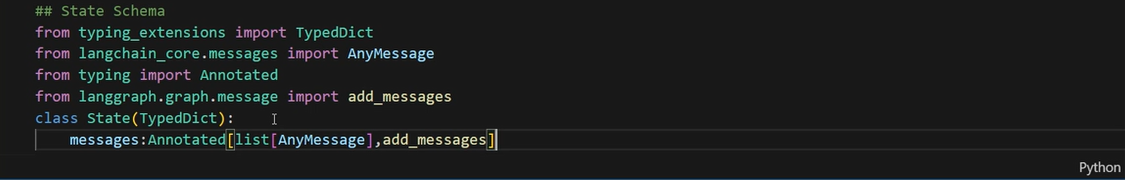 ## State Schema
from typing_extensions import TypedDict
from langchain_core.messages import AnyMessage
from typing import Annotated
from langgraph.graph.message import add_messages
class State(TypedDict):
    messages:Annotated[list[AnyMessage],add_messages]
Python